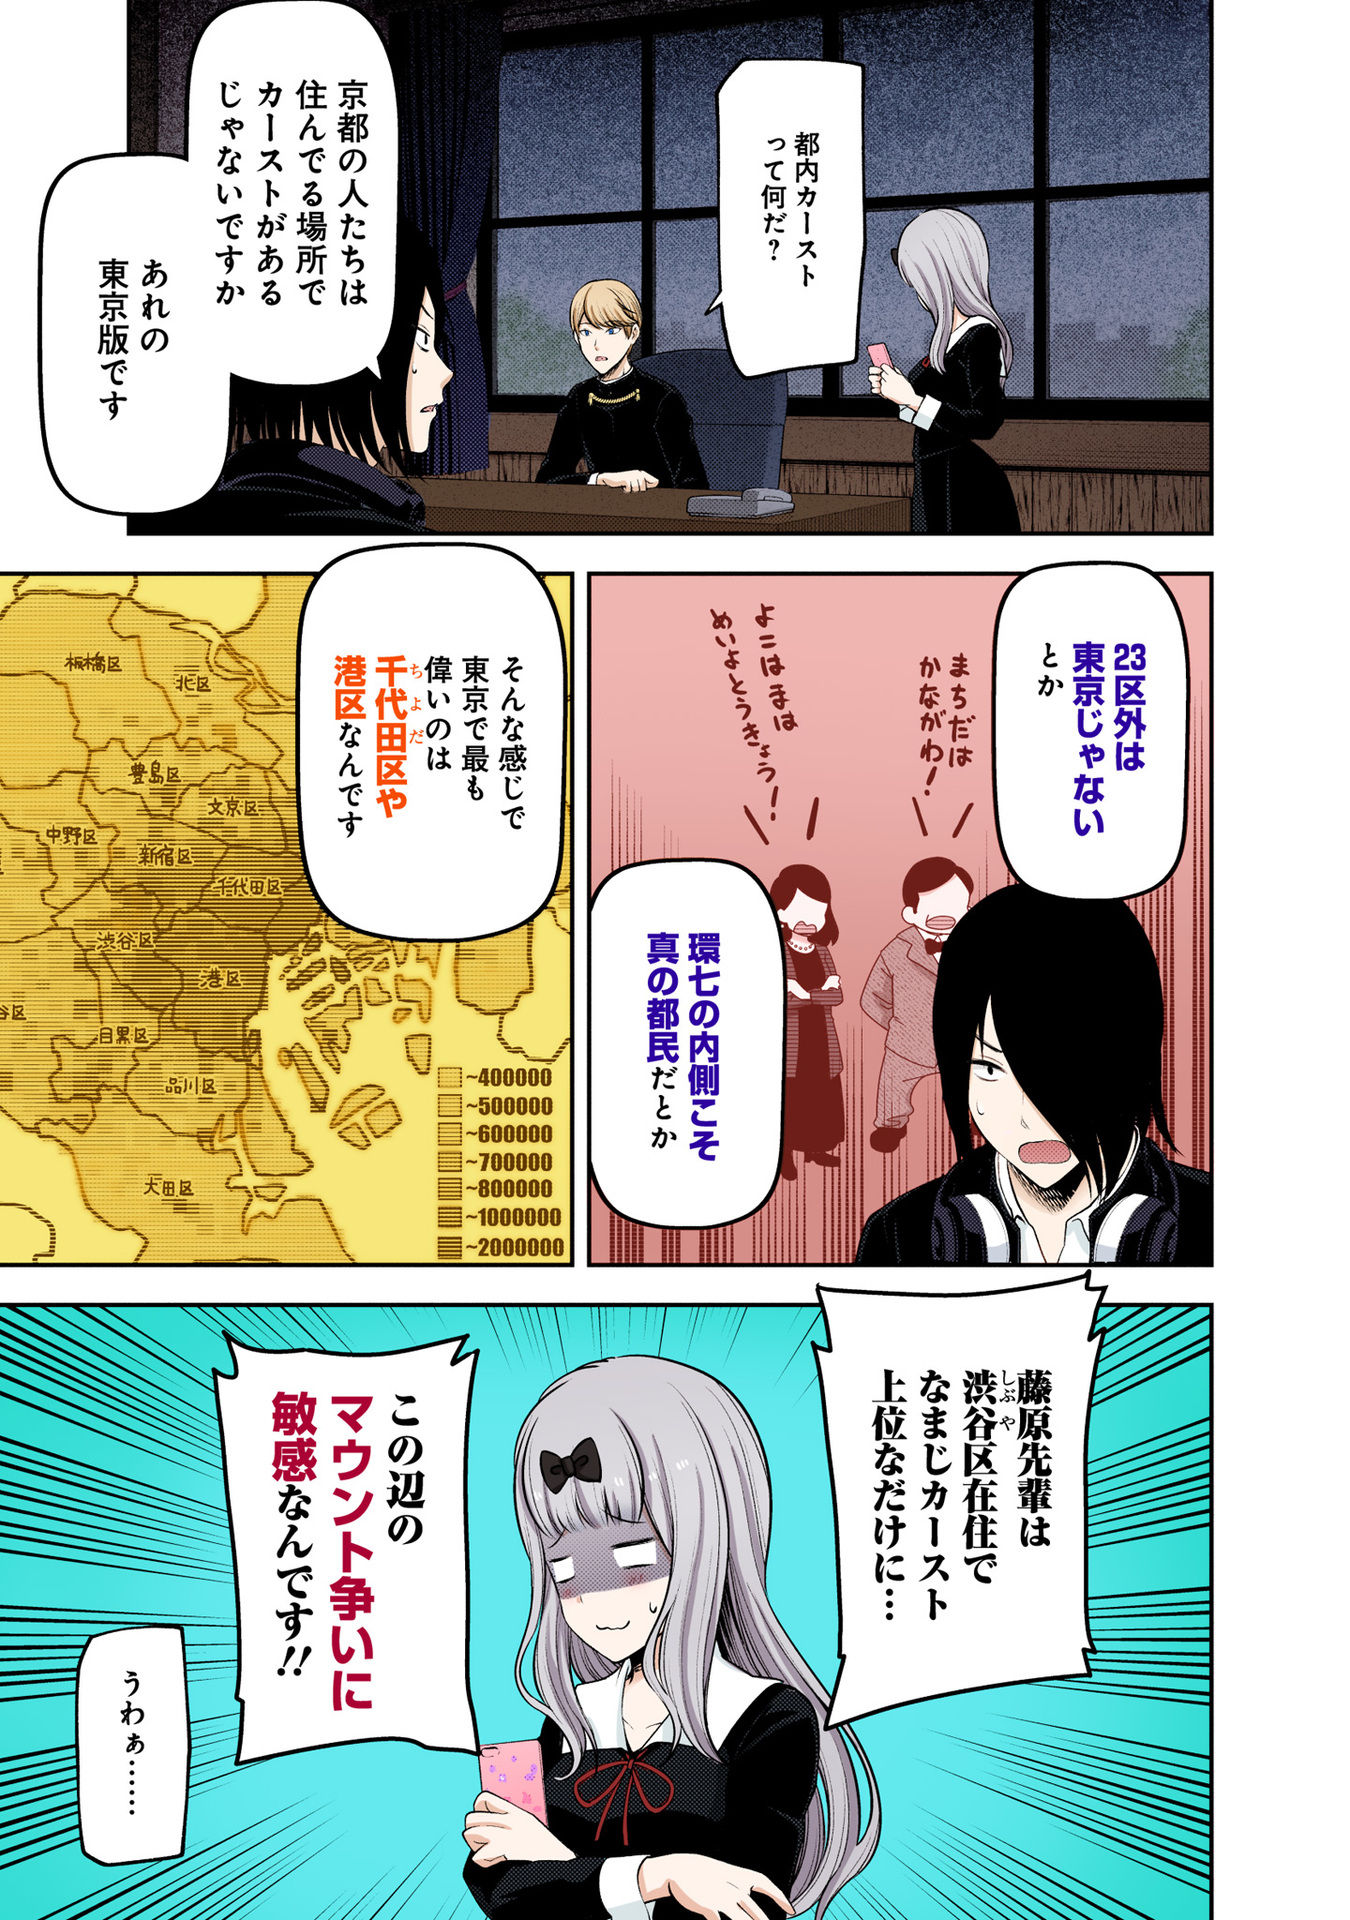 都内カースト
って何だ?
京都の人たちは
住んでる場所で
カーストがある
じゃないですか
あれの
東京版です
23区外は
東京じゃない
とか
まちだは
かながわ!
よこはまは
めいよとうきょう!
環七の内側こそ
真の都民だとか
そんな感じで
東京で最も
偉いのは
千代田区や
ちよだ
港区なんです
板橋区
北区
豊島区
文京区
中野区
新宿区
千代田区
渋谷区
港区
谷区
目黒区
品川区
大田区
~400000
~500000
~600000
~700000
~800000
~1000000
~2000000
藤原先輩は
渋谷区在住で
しぶや
なまじカースト
上位なだけに…
この辺の
マウント争いに
敏感なんです!!
うわぁ……